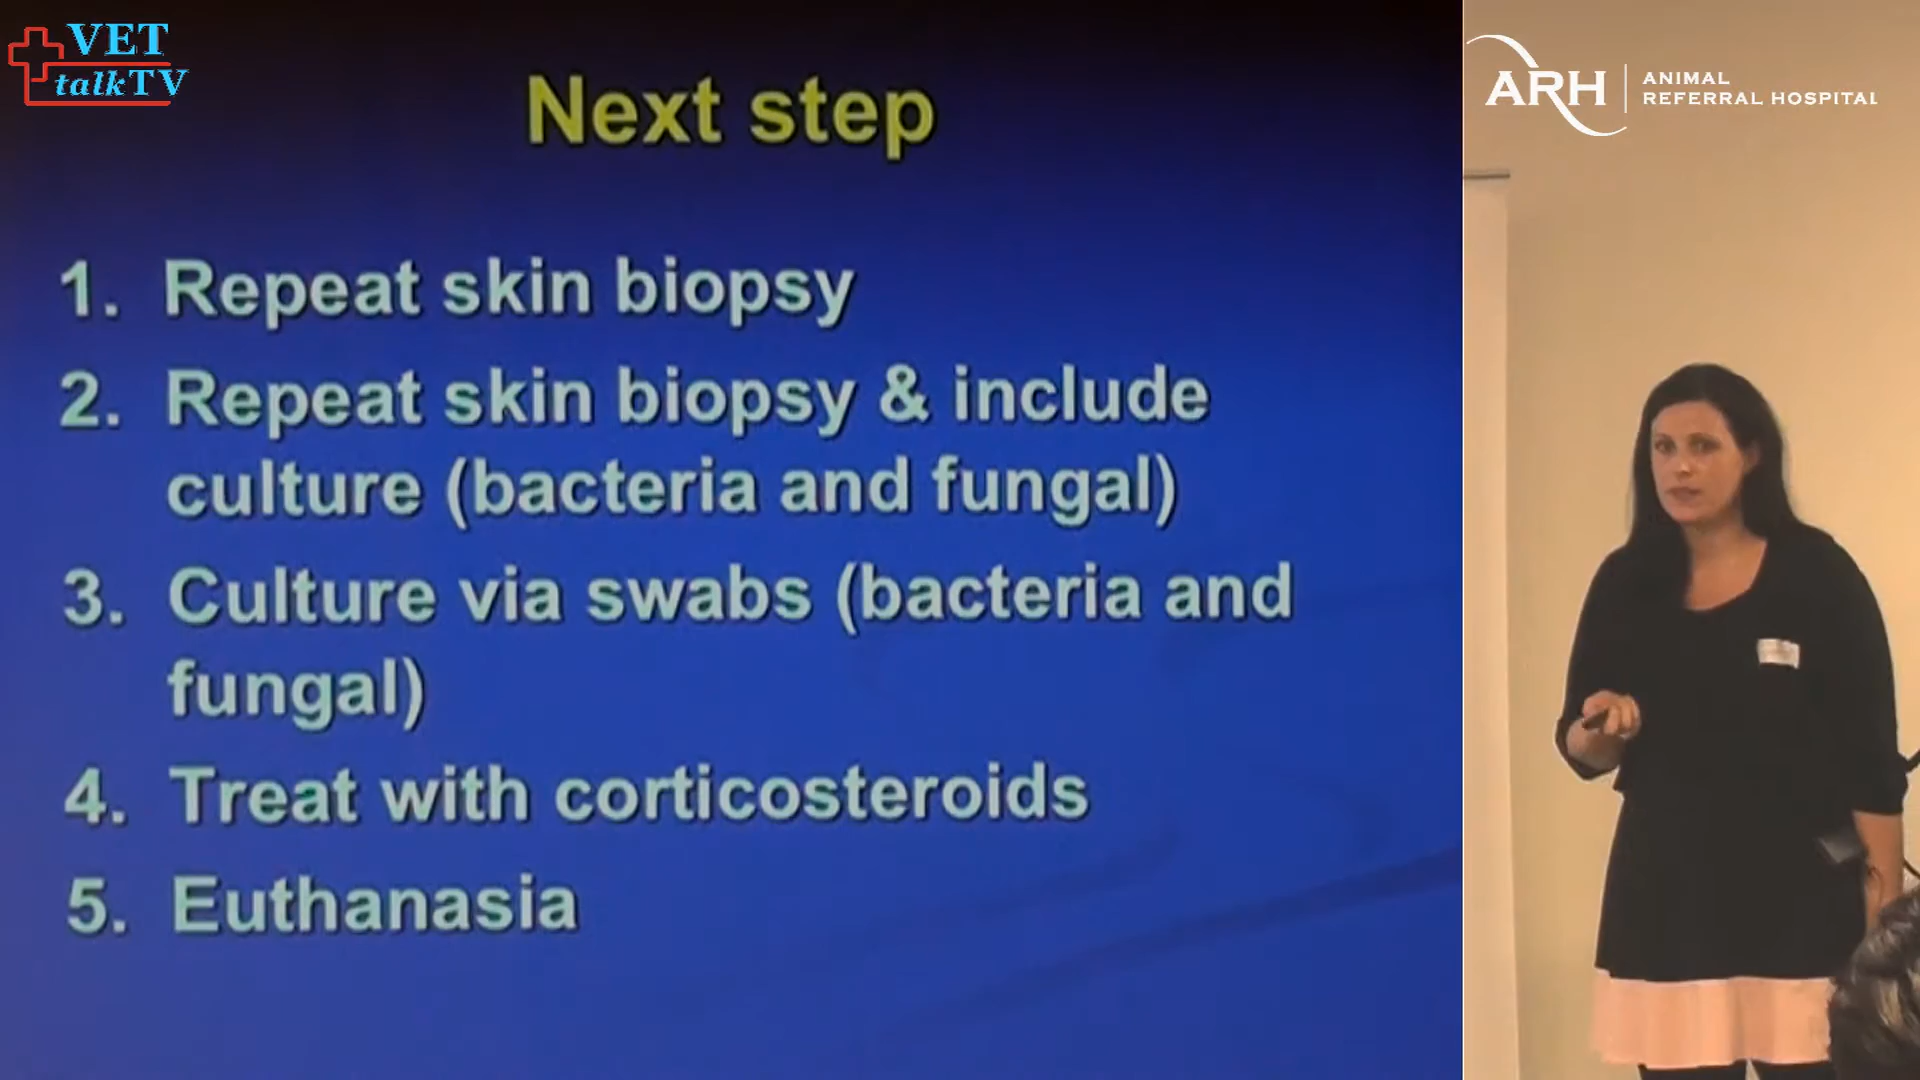 VET
talkTV
Next step
1. Repeat skin biopsy
2. Repeat skin biopsy & include
culture (bacteria and fungal)
3. Culture via swabs (bacteria and
fungal)
4. Treat with corticosteroids
5. Euthanasia
ARH
ANIMAL
REFERRAL HOSPITAL